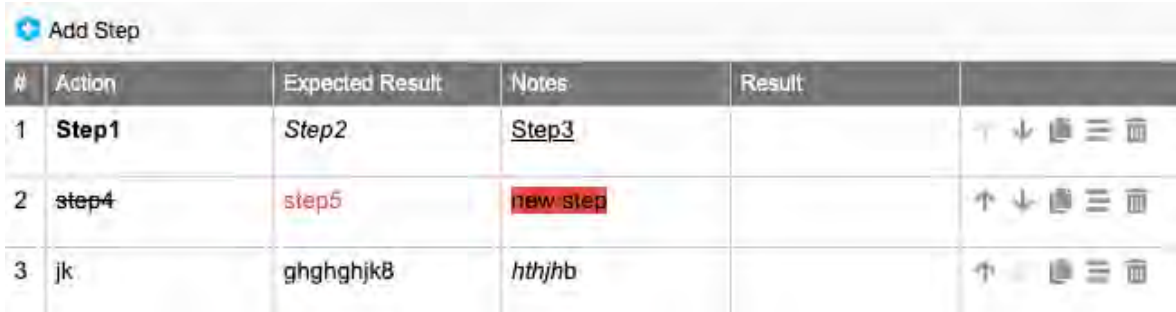 Add Step
# Action Expected Result Notes Result
1 Step1 Step2 Step3
2 step4 step5 new step
3 jk ghghghjk8 hthjhb